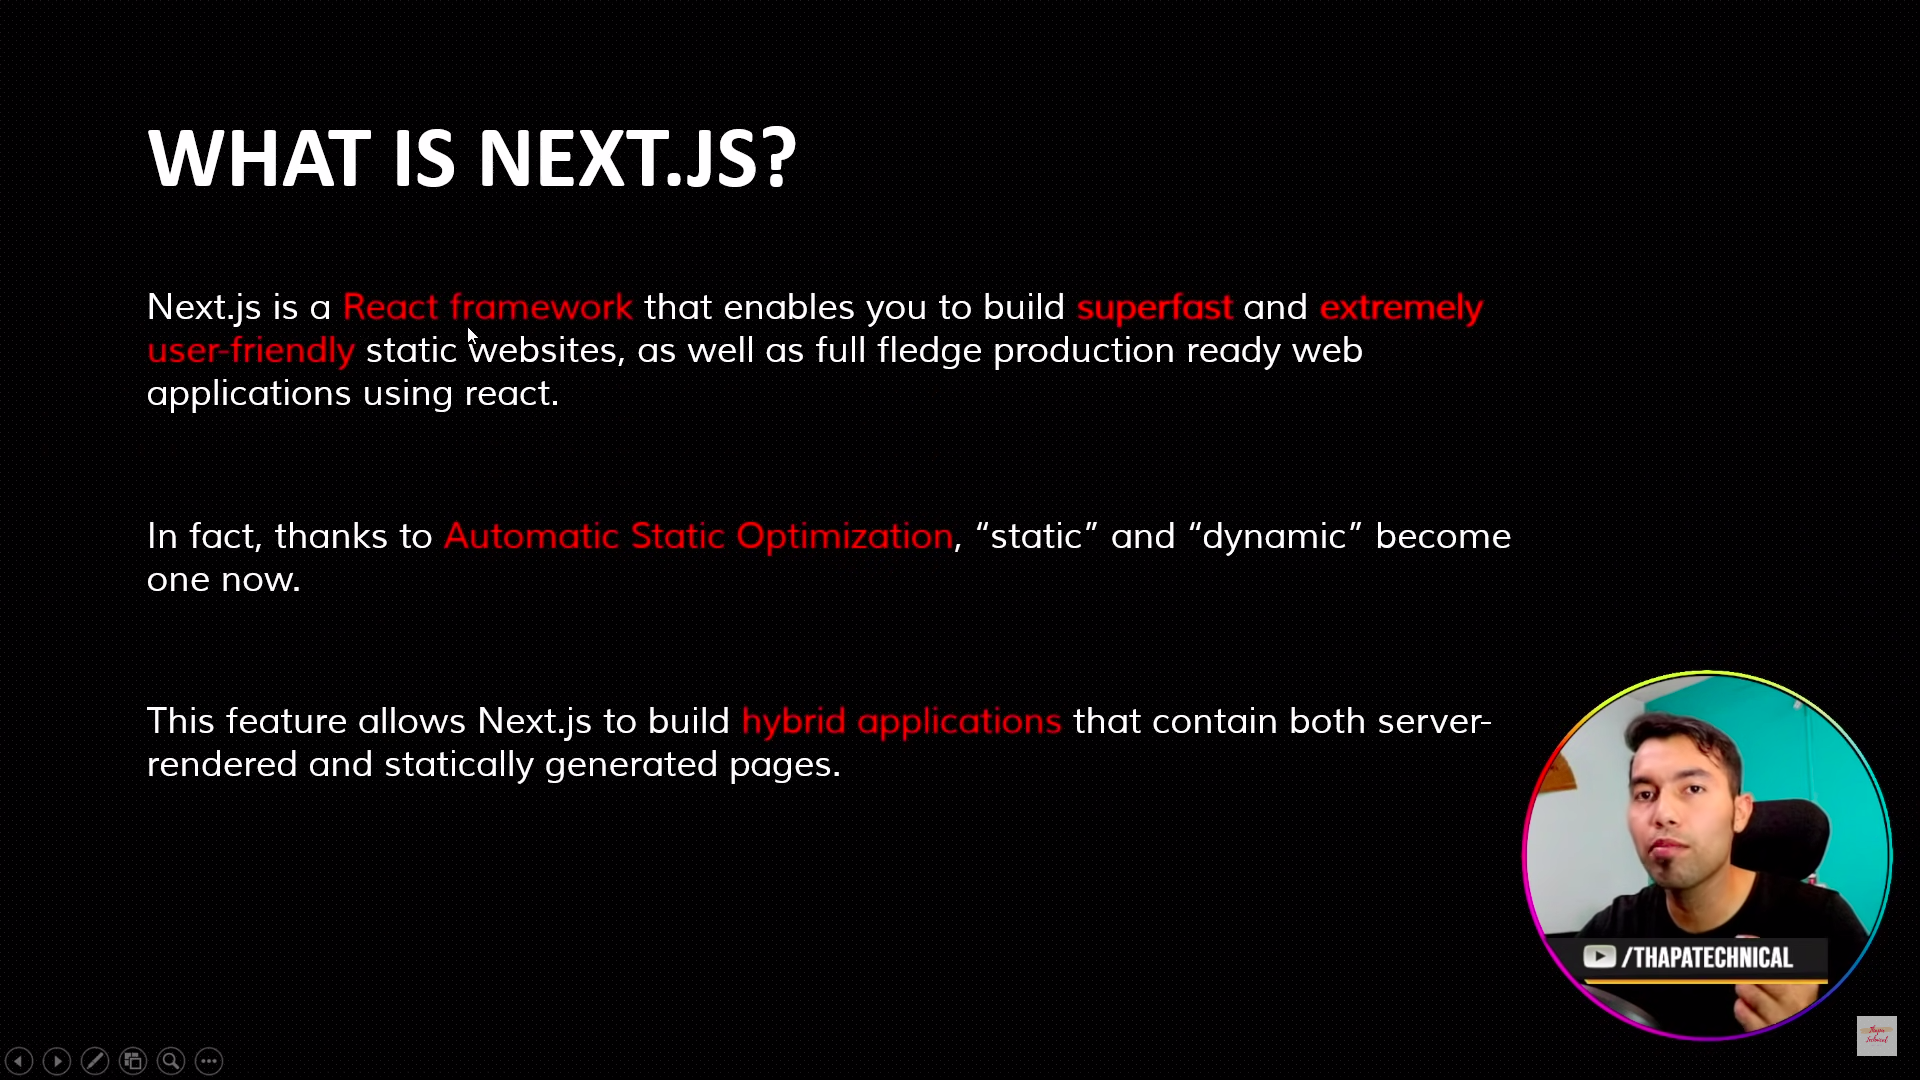 WHAT IS NEXT.JS?
Next.js is a React framework that enables you to build superfast and extremely
user-friendly static websites, as well as full fledge production ready web
applications using react.
In fact, thanks to Automatic Static Optimization, “static” and “dynamic” become
one now.
This feature allows Next.js to build hybrid applications that contain both server-
rendered and statically generated pages.
/THAPATECHNICAL
Thapa
Technical